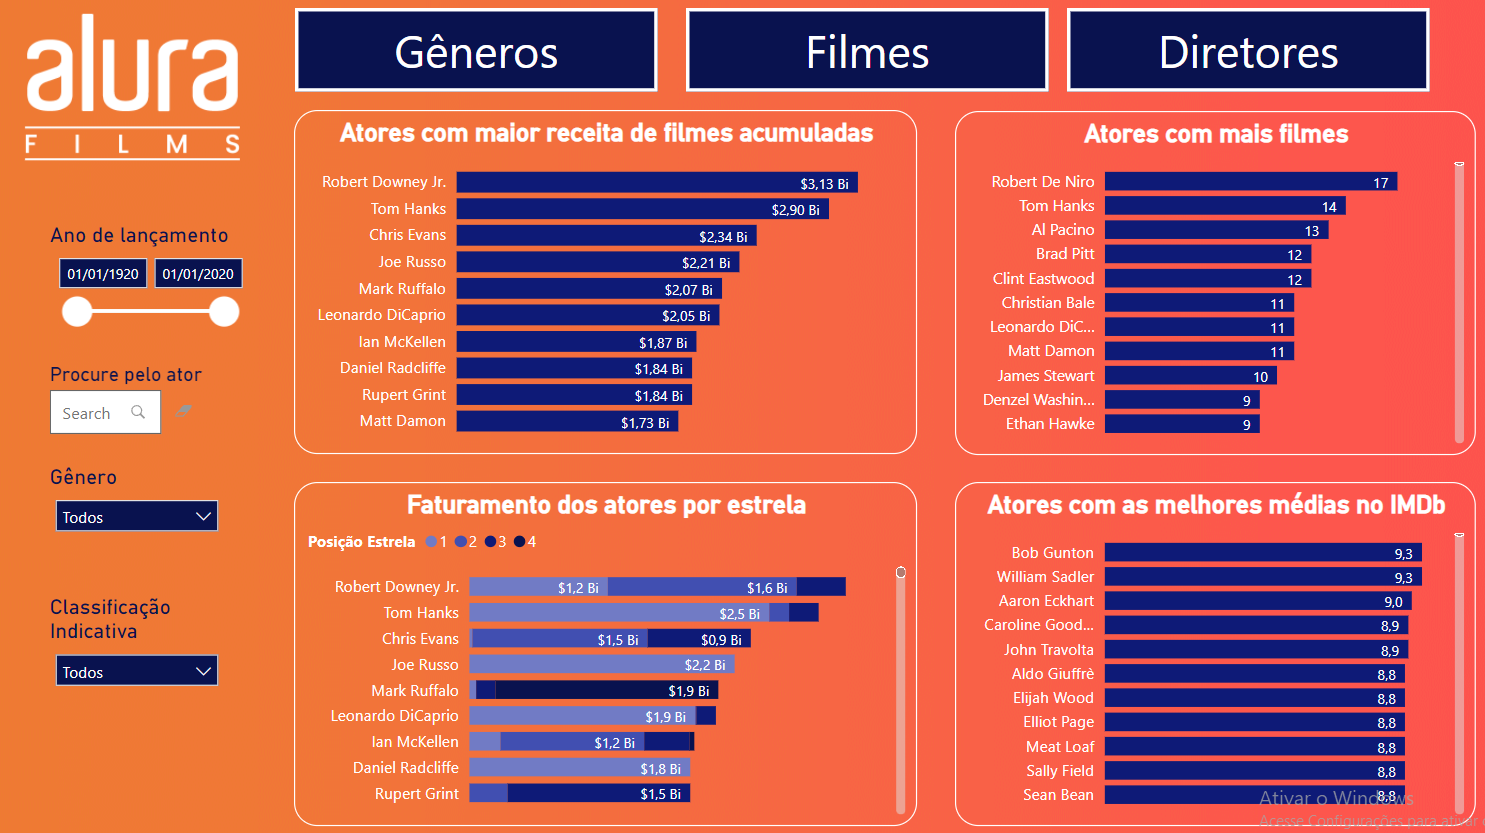 alura
FILMS
Gêneros
Filmes
Diretores
Ano de lançamento
01/01/1920 01/01/2020
Procure pelo ator
Search
Gênero
Todos
Classificação
Indicativa
Todos
Atores com maior receita de filmes acumuladas
Robert Downey Jr. $3,13 Bi
Tom Hanks $2,90 Bi
Chris Evans $2,34 Bi
Joe Russo $2,21 Bi
Mark Ruffalo $2,07 Bi
Leonardo DiCaprio $2,05 Bi
Ian McKellen $1,87 Bi
Daniel Radcliffe $1,84 Bi
Rupert Grint $1,84 Bi
Matt Damon $1,73 Bi
Atores com mais filmes
Robert De Niro 17
Tom Hanks 14
Al Pacino 13
Brad Pitt 12
Clint Eastwood 12
Christian Bale 11
Leonardo DiC... 11
Matt Damon 11
James Stewart 10
Denzel Washin... 9
Ethan Hawke 9
Faturamento dos atores por estrela
Posição Estrela 1 2 3 4
Robert Downey Jr. $1,2 Bi $1,6 Bi
Tom Hanks $2,5 Bi
Chris Evans $1,5 Bi $0,9 Bi
Joe Russo $2,2 Bi
Mark Ruffalo $1,9 Bi
Leonardo DiCaprio $1,9 Bi
Ian McKellen $1,2 Bi
Daniel Radcliffe $1,8 Bi
Rupert Grint $1,5 Bi
Atores com as melhores médias no IMDb
Bob Gunton 9,3
William Sadler 9,3
Aaron Eckhart 9,0
Caroline Good... 8,9
John Travolta 8,9
Aldo Giuffrè 8,8
Elijah Wood 8,8
Elliot Page 8,8
Meat Loaf 8,8
Sally Field 8,8
Sean Bean 8,8
Ativar o Windows
Acesse Configurações para ativar